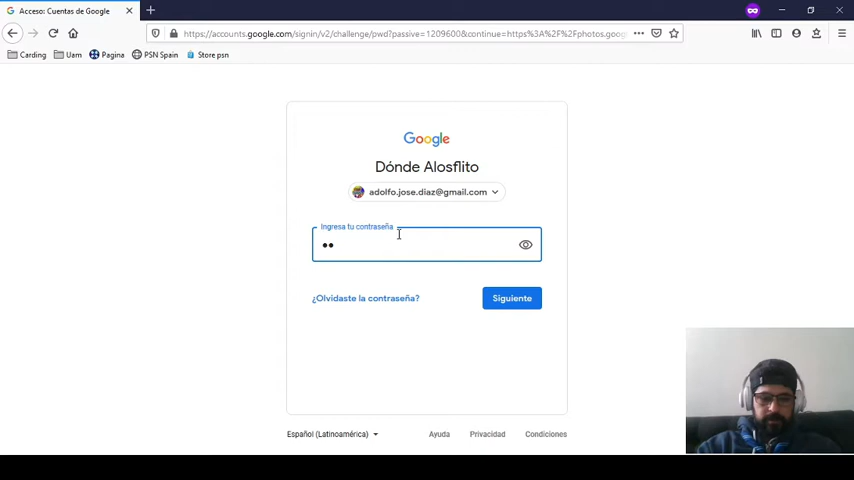 Acceso: Cuentas de Google
https://accounts.google.com/signin/v2/challenge/pwd?passive=1209600&continue=https%3A%2F%2Fphotos.goog
Carding Uam Pagina PSN Spain Store psn
Google
Dónde Alosflito
adolfo.jose.diaz@gmail.com
Ingresa tu contraseña
¿Olvidaste la contraseña? Siguiente
Español (Latinoamérica) Ayuda Privacidad Condiciones